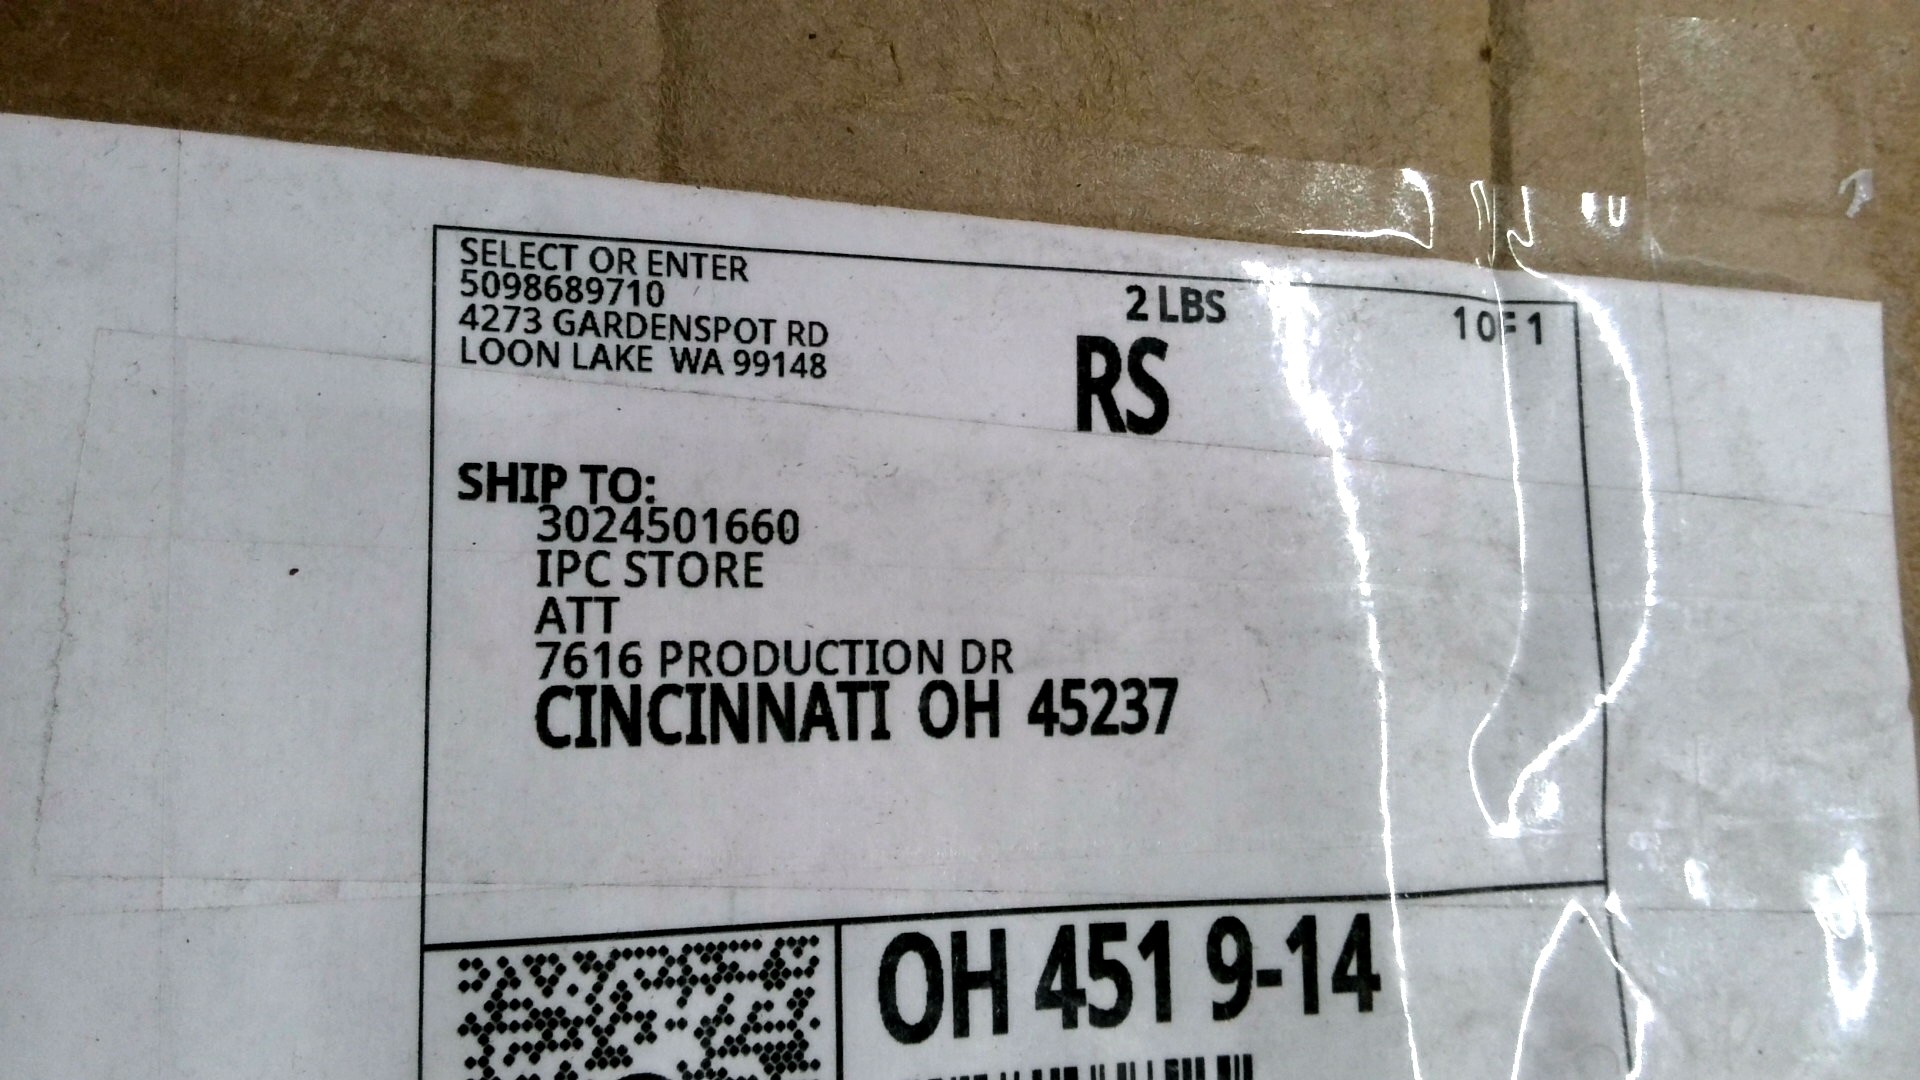 SELECT OR ENTER
5098689710
4273 GARDENSPOT RD
LOON LAKE WA 99148
2 LBS
1 OF 1
RS
SHIP TO:
3024501660
IPC STORE
ATT
7616 PRODUCTION DR
CINCINNATI OH 45237
OH 451 9-14